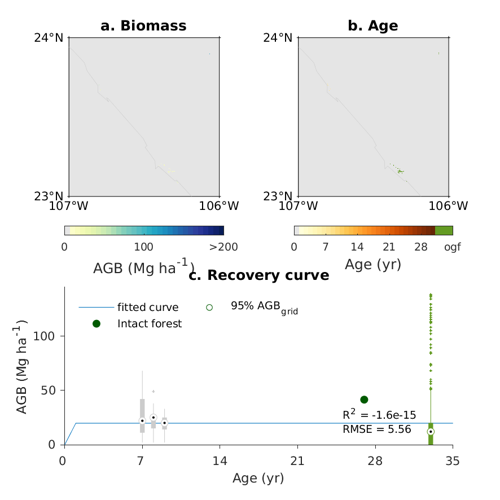 a. Biomass
b. Age
24°N
23°N
107°W
106°W
24°N
23°N
107°W
106°W
0
100
>200
AGB (Mg ha⁻¹)
0
7
14
21
28
ogf
Age (yr)
c. Recovery curve
fitted curve
95% AGB_grid
Intact forest
AGB (Mg ha⁻¹)
100
50
0
R² = -1.6e-15
RMSE = 5.56
0
7
14
21
28
35
Age (yr)